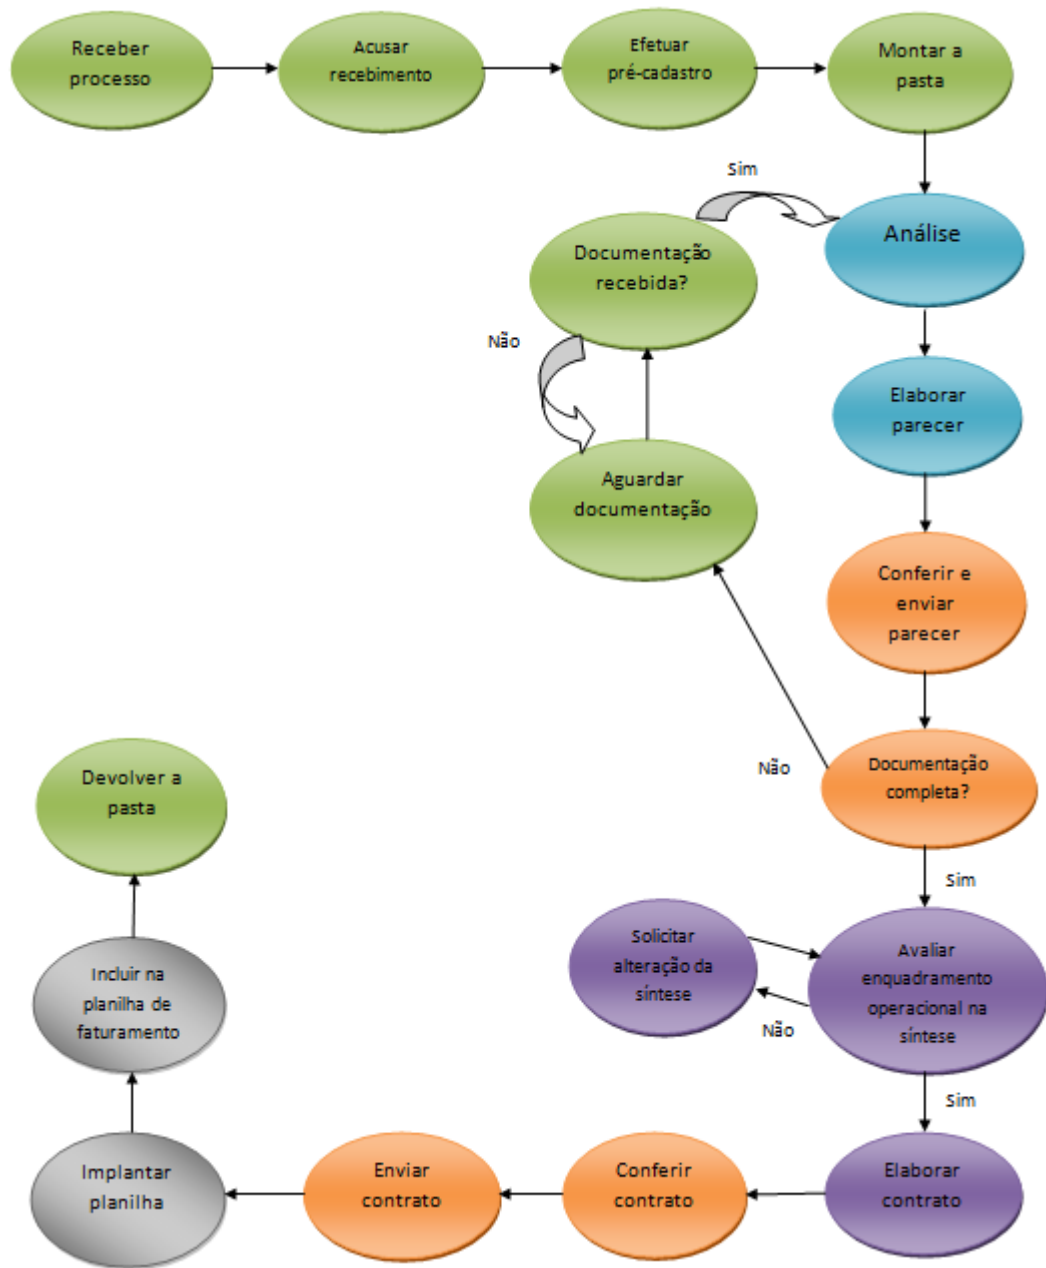 Receber
processo
Acusar
recebimento
Efetuar
pré-cadastro
Montar a
pasta
Sim
Análise
Documentação
recebida?
Não
Elaborar
parecer
Aguardar
documentação
Conferir e
enviar
parecer
Não
Documentação
completa?
Sim
Devolver a
pasta
Solicitar
alteração da
síntese
Avaliar
enquadramento
operacional na
síntese
Não
Incluir na
planilha de
faturamento
Sim
Implantar
planilha
Enviar
contrato
Conferir
contrato
Elaborar
contrato